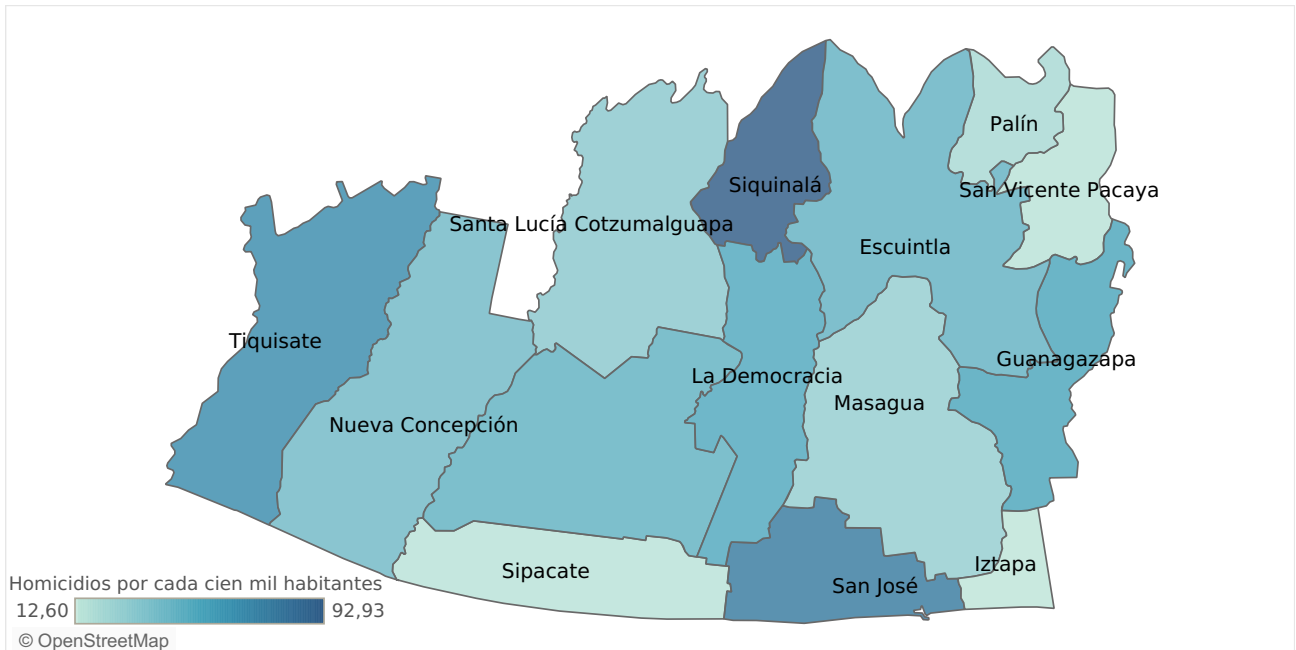 Palín
Siquinalá
San Vicente Pacaya
Santa Lucía Cotzumalguapa
Escuintla
Tiquisate
Guanagazapa
La Democracia
Masagua
Nueva Concepción
Iztapa
Sipacate
San José
Homicidios por cada cien mil habitantes
12,60 92,93
© OpenStreetMap